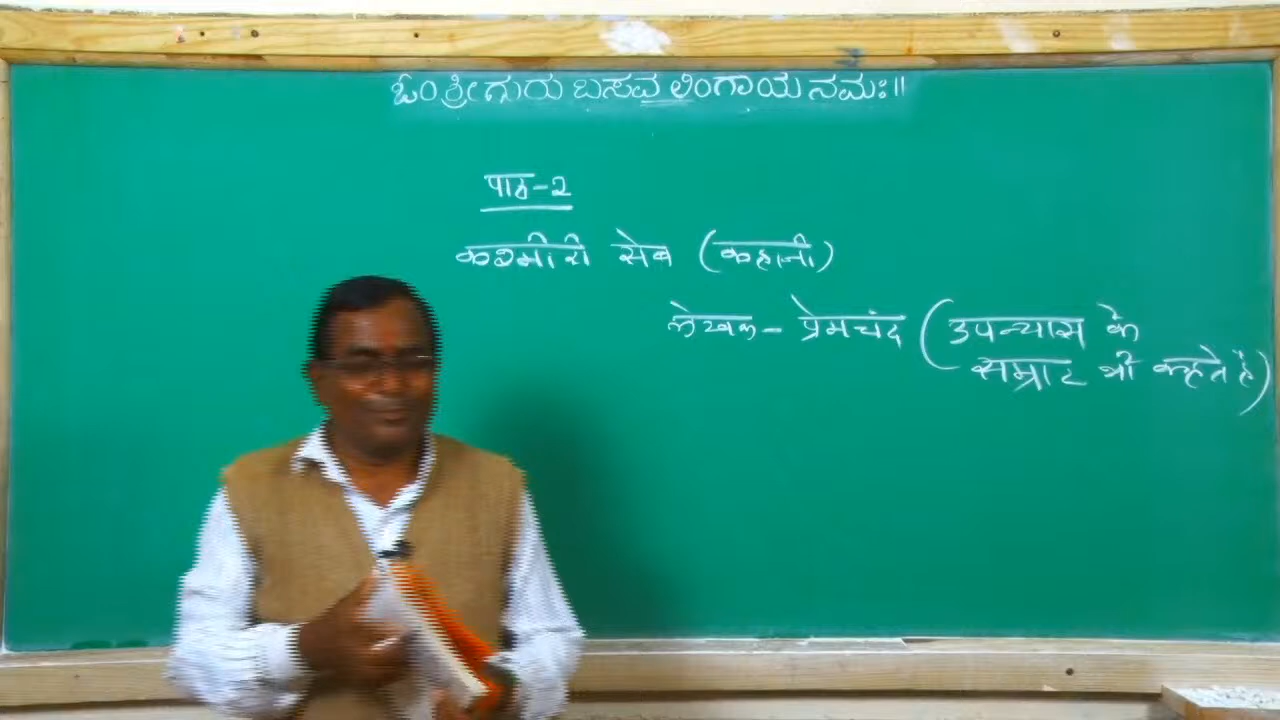 ಓಂ ಶ್ರೀ ಗುರು ಬಸವ ಲಿಂಗಾಯ ನಮಃ॥
पाठ-2
कश्मीरी सेब (कहानी)
लेखक - प्रेमचंद (उपन्यास के
सम्राट भी कहते हैं)